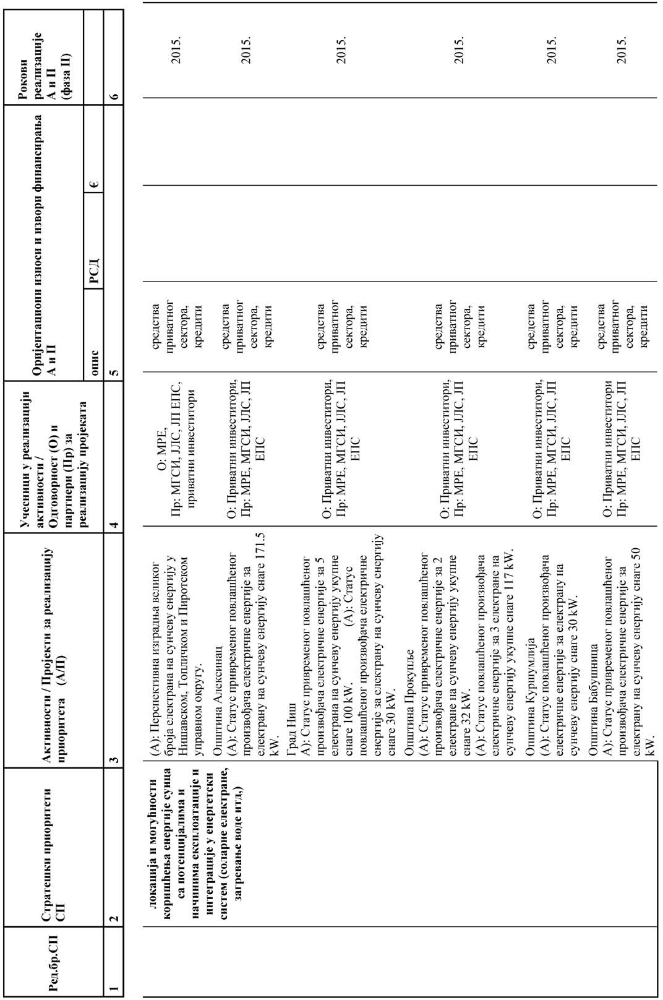 Ред.бр.СП
Стратешки приоритети
СП
Активности / Пројекти за реализацију
приоритета (А/П)
Учесници у реализацији
активности /
Одговорност (О) и
партнери (Пр) за
реализацију пројеката
Оријентациони износи и извори финансирања
А и П
опис
РСД
€
Рокови
реализације
А и П
(фаза II)
1
2
3
4
5
6
локација и могућности
коришћења енергије сунца
са потенцијалима и
начинима експлоатације и
интеграције у енергетски
систем (соларне електране,
загревање воде итд,)
(А): Перспективна изградња великог
броја електрана на сунчеву енергију у
Нишавском, Топличком и Пиротском
управном округу.
О: МРЕ,
Пр: МГСИ, ЈЛС, ЈП ЕПС,
приватни инвеститори
средства
приватног
сектора,
кредити
2015.
Општина Алексинац
(А): Статус привременог повлашћеног
произвођача електричне енергије за
електрану на сунчеву енергију снаге 171.5
kW.
О: Приватни инвеститори,
Пр: МРЕ, МГСИ, ЈЛС, ЈП
ЕПС
средства
приватног
сектора,
кредити
2015.
Град Ниш
А): Статус привременог повлашћеног
произвођача електричне енергије за 5
електрана на сунчеву енергију укупне
снаге 100 kW. (А): Статус
повлашћеног произвођача електричне
енергије за електрану на сунчеву енергију
снаге 30 kW.
О: Приватни инвеститори,
Пр: МРЕ, МГСИ, ЈЛС, ЈП
ЕПС
средства
приватног
сектора,
кредити
2015.
Општина Прокупље
(А): Статус привременог повлашћеног
произвођача електричне енергије за 2
електране на сунчеву енергију укупне
снаге 32 kW.
(А): Статус повлашћеног произвођача
електричне енергије за 3 електране на
сунчеву енергију укупне снаге 117 kW.
О: Приватни инвеститори,
Пр: МРЕ, МГСИ, ЈЛС, ЈП
ЕПС
средства
приватног
сектора,
кредити
2015.
Општина Куршумлија
(А): Статус повлашћеног произвођача
електричне енергије за електрану на
сунчеву енергију снаге 30 kW.
О: Приватни инвеститори,
Пр: МРЕ, МГСИ, ЈЛС, ЈП
ЕПС
средства
приватног
сектора,
кредити
2015.
Општина Бабушница
А): Статус привременог повлашћеног
произвођача електричне енергије за
електрану на сунчеву енергију снаге 50
kW.
О: Приватни инвеститори
Пр: МРЕ, МГСИ, ЈЛС, ЈП
ЕПС
средства
приватног
сектора,
кредити
2015.